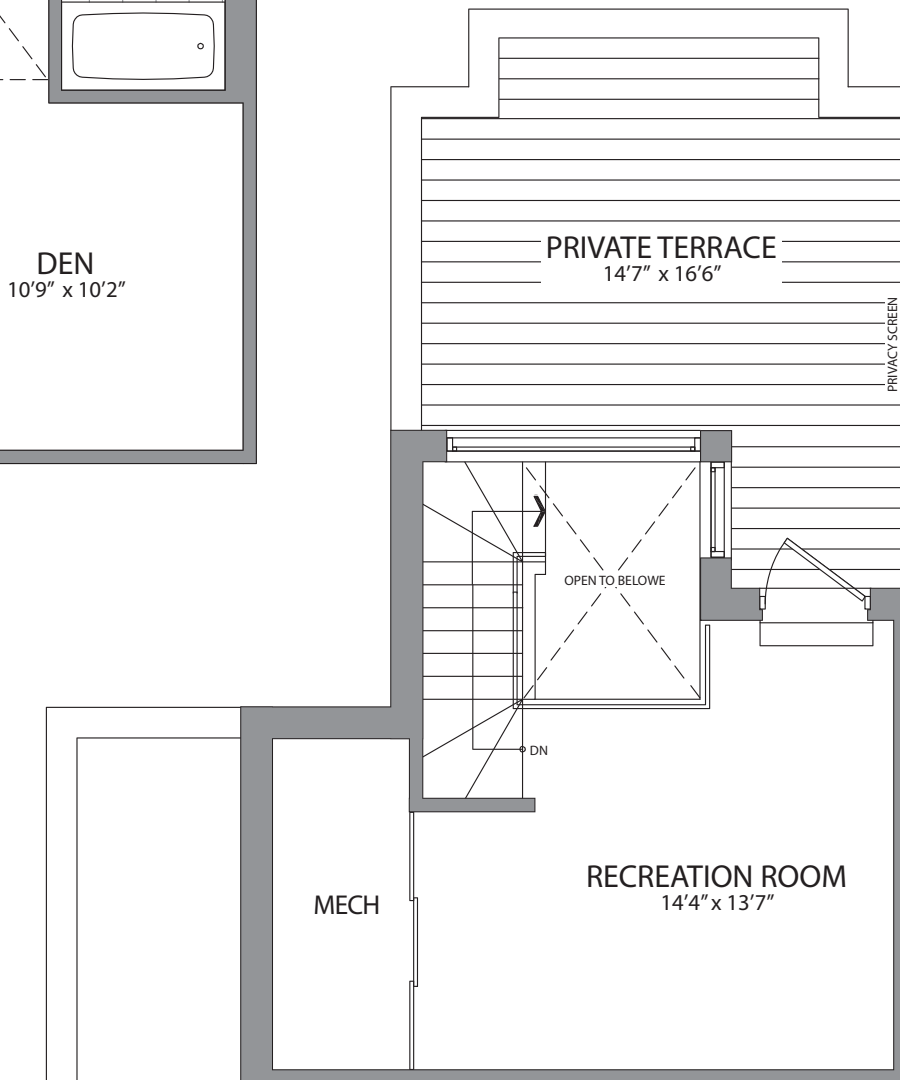 DEN
10’9” x 10’2”
PRIVATE TERRACE
14’7” x 16’6”
PRIVACY SCREEN
OPEN TO BELOWE
DN
RECREATION ROOM
14’4” x 13’7”
MECH